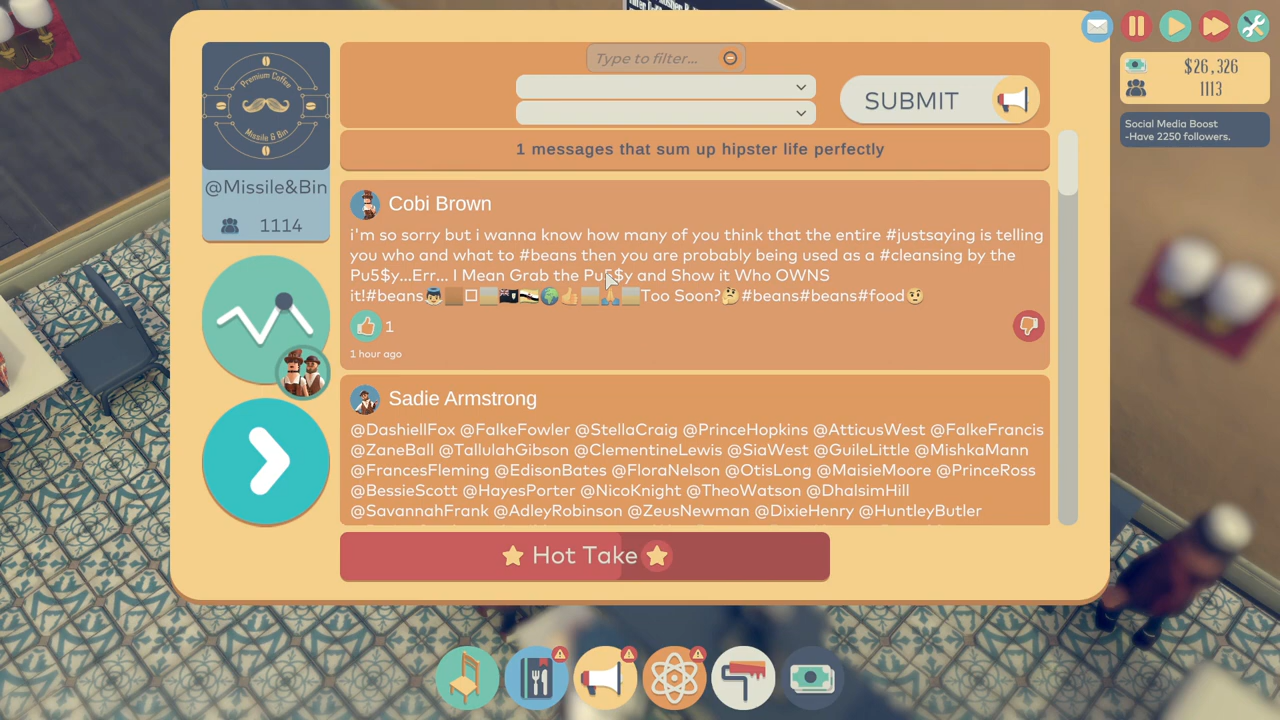 Type to filter...
SUBMIT
$26,326
1113
Social Media Boost
-Have 2250 followers.
Premium Coffee
Missile & Bin
@Missile&Bin
1114
1 messages that sum up hipster life perfectly
Cobi Brown
i'm so sorry but i wanna know how many of you think that the entire #justsaying is telling
you who and what to #beans then you are probably being used as a #cleansing by the
Pu5$y...Err... I Mean Grab the Pu5$y and Show it Who OWNS
it!#beans👼🟫◻️⬜🇦🇮🇧🇳🌍👍⬜🙏⬜Too Soon?🤔 #beans#beans#food🤨
1
1 hour ago
Sadie Armstrong
@DashiellFox @FalkeFowler @StellaCraig @PrinceHopkins @AtticusWest @FalkeFrancis
@ZaneBall @TallulahGibson @ClementineLewis @SiaWest @GuileLittle @MishkaMann
@FrancesFleming @EdisonBates @FloraNelson @OtisLong @MaisieMoore @PrinceRoss
@BessieScott @HayesPorter @NicoKnight @TheoWatson @DhalsimHill
@SavannahFrank @AdleyRobinson @ZeusNewman @DixieHenry @HuntleyButler
Hot Take